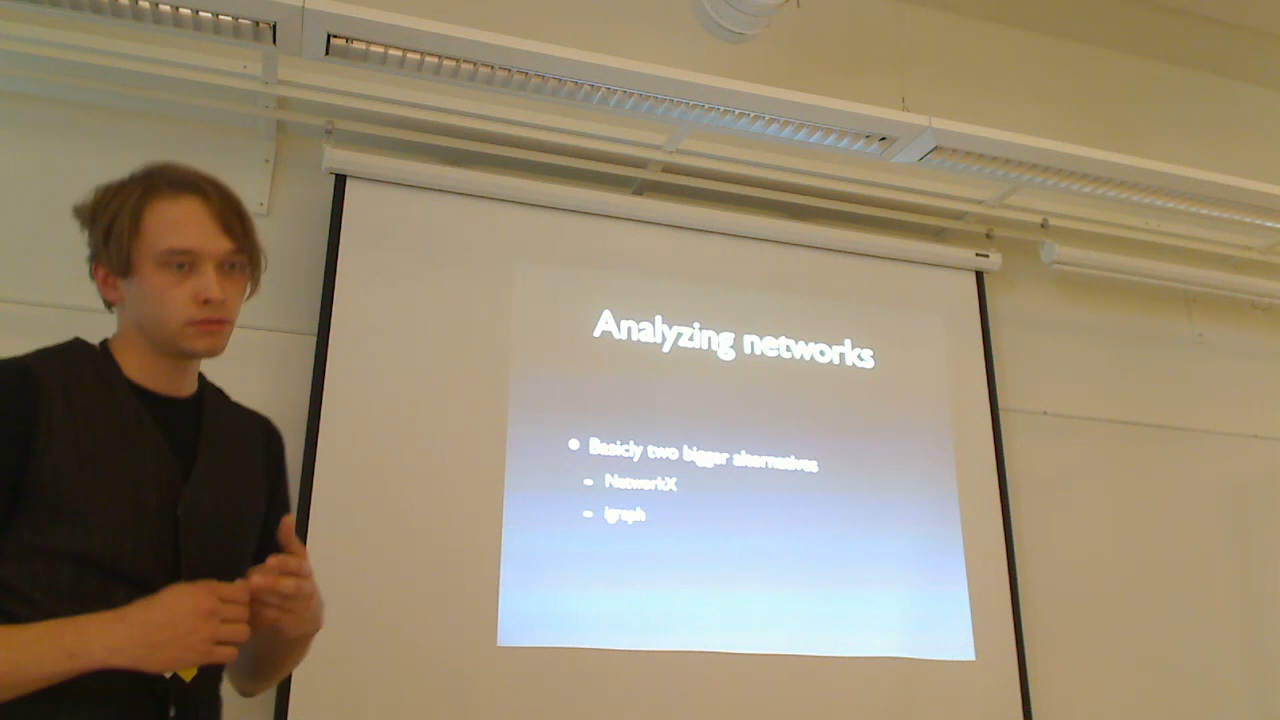 Analyzing networks
Basicly two bigger alternatives
NetworkX
igraph